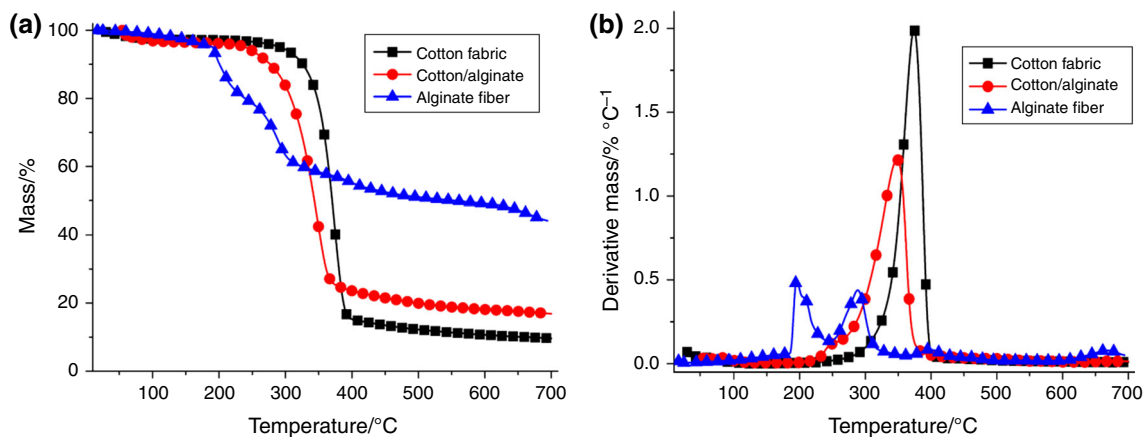 (a)
100
80
60
40
20
0
Mass/%
100 200 300 400 500 600 700
Temperature/°C
Cotton fabric
Cotton/alginate
Alginate fiber
(b)
2.0
1.5
1.0
0.5
0.0
Derivative mass/% °C⁻¹
100 200 300 400 500 600 700
Temperature/°C
Cotton fabric
Cotton/alginate
Alginate fiber